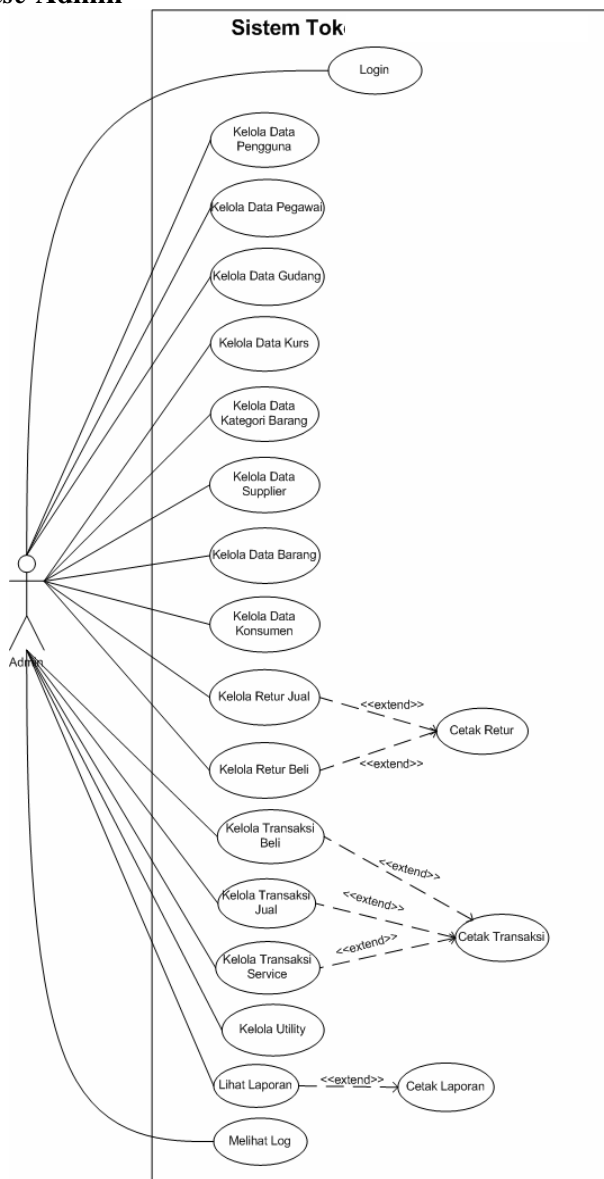 Admin
Sistem Tok
Login
Kelola Data
Pengguna
Kelola Data Pegawai
Kelola Data Gudang
Kelola Data Kurs
Kelola Data
Kategori Barang
Kelola Data
Supplier
Kelola Data Barang
Kelola Data
Konsumen
Admin
Kelola Retur Jual
<<extend>>
Cetak Retur
Kelola Retur Beli
<<extend>>
Kelola Transaksi
Beli
<<extend>>
Kelola Transaksi
Jual
<<extend>>
Cetak Transaksi
Kelola Transaksi
Service
<<extend>>
Kelola Utility
Lihat Laporan
<<extend>>
Cetak Laporan
Melihat Log